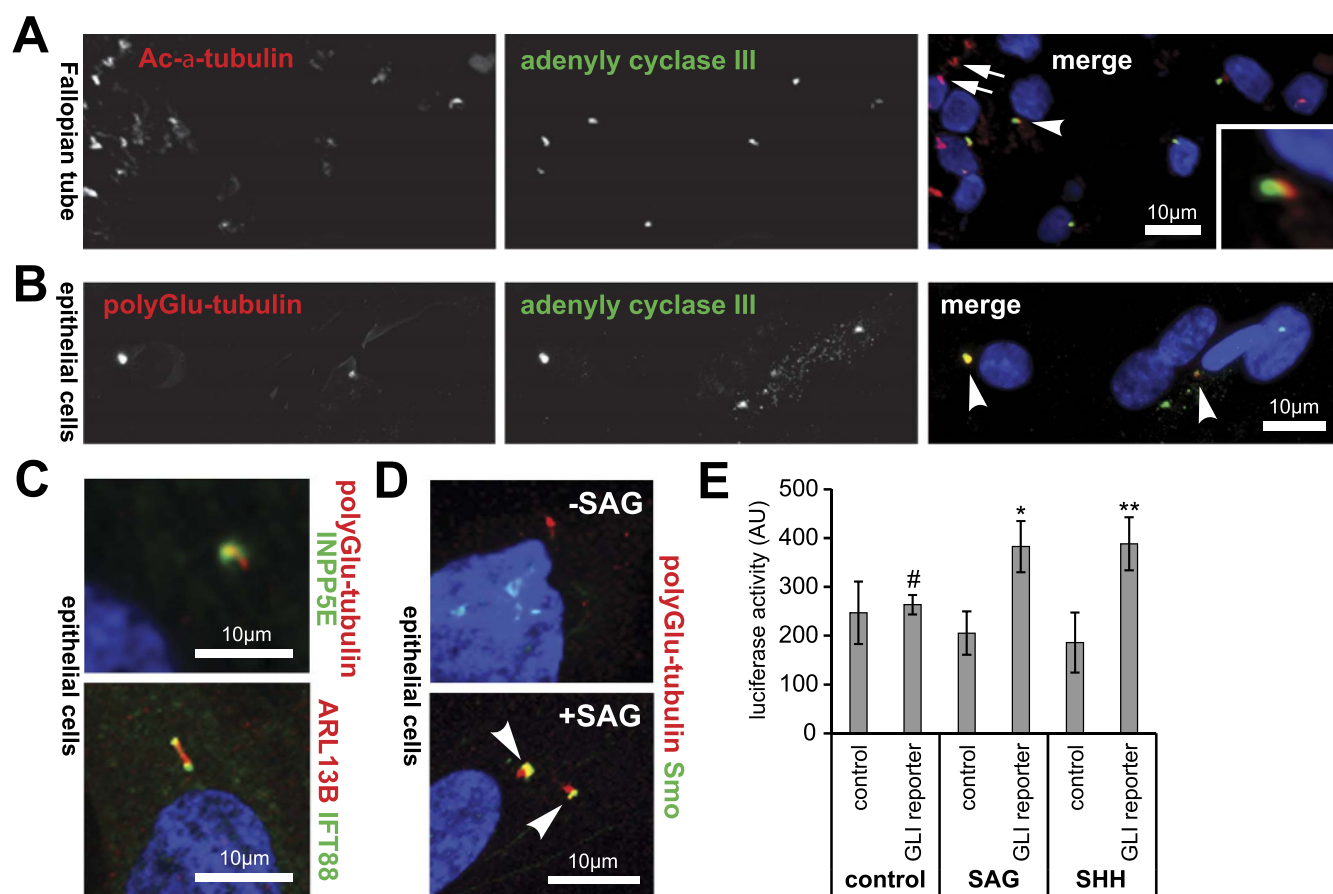 A
Fallopian tube
Ac-a-tubulin
adenyly cyclase III
merge
10µm
B
epithelial cells
polyGlu-tubulin
adenyly cyclase III
merge
10µm
C
epithelial cells
polyGlu-tubulin
INPP5E
10µm
ARL13B IFT88
10µm
D
epithelial cells
-SAG
+SAG
polyGlu-tubulin Smo
10µm
E
luciferase activity (AU)
500
400
300
200
100
0
#
*
**
control
GLI reporter
control
GLI reporter
control
GLI reporter
control
SAG
SHH